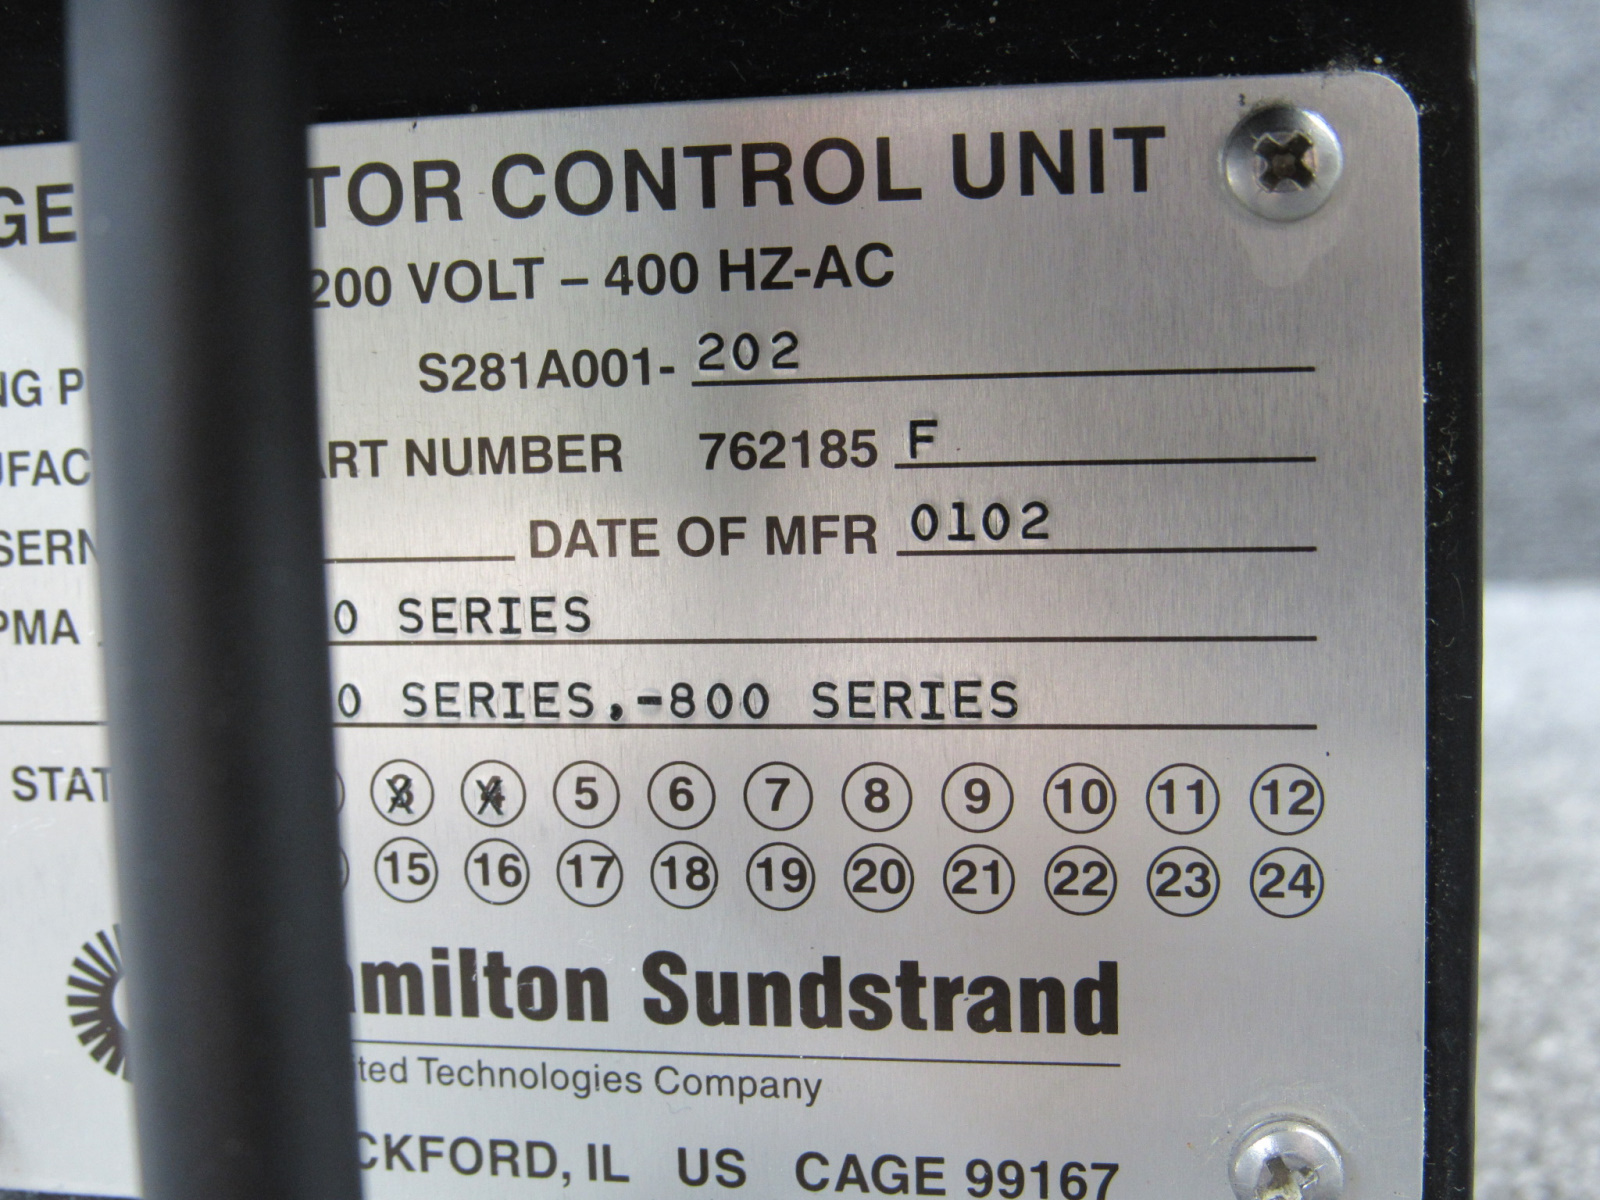 GE TOR CONTROL UNIT
200 VOLT – 400 HZ-AC
NG P S281A001- 202
UFAC ART NUMBER 762185 F
SERN DATE OF MFR 0102
PMA 0 SERIES
0 SERIES,-800 SERIES
STAT 5 6 7 8 9 10 11 12
15 16 17 18 19 20 21 22 23 24
amilton Sundstrand
ited Technologies Company
CKFORD, IL US CAGE 99167